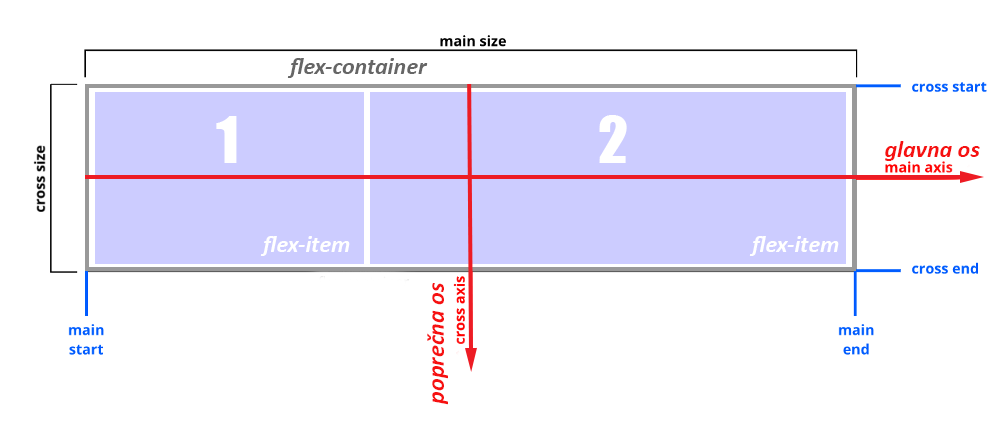 main size
flex-container
cross start
1
2
cross size
glavna os
main axis
flex-item
flex-item
cross end
poprečna os
cross axis
main
start
main
end